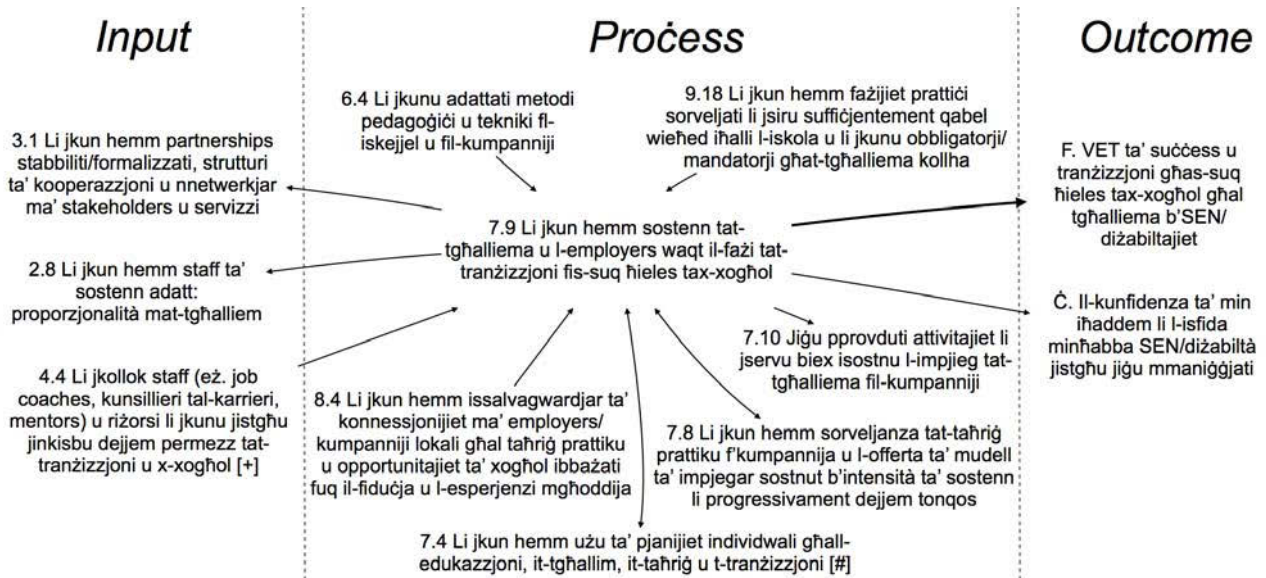 Input
Proċess
Outcome
3.1 Li jkun hemm partnerships
stabbiliti/formalizzati, strutturi
ta’ kooperazzjoni u nnetwerkjar
ma’ stakeholders u servizzi
2.8 Li jkun hemm staff ta’
sostenn adatt:
proporzjonalità mat-tgħalliem
4.4 Li jkollok staff (eż. job
coaches, kunsillieri tal-karrieri,
mentors) u riżorsi li jkunu jistgħu
jinkisbu dejjem permezz tat-
tranżizzjoni u x-xogħol [+]
6.4 Li jkunu adattati metodi
pedagoġiċi u tekniki fl-
iskejjel u fil-kumpanniji
9.18 Li jkun hemm fażijiet prattiċi
sorveljati li jsiru suffiċjentement qabel
wieħed iħalli l-iskola u li jkunu obbligatorji/
mandatorji għat-tgħalliema kollha
7.9 Li jkun hemm sostenn tat-
tgħalliema u l-employers waqt il-fażi tat-
tranżizzjoni fis-suq ħieles tax-xogħol
7.10 Jiġu pprovduti attivitajiet li
jservu biex isostnu l-impjieg tat-
tgħalliema fil-kumpanniji
8.4 Li jkun hemm issalvagwardjar ta’
konnessjonijiet ma’ employers/
kumpanniji lokali għal taħriġ prattiku
u opportunitajiet ta’ xogħol ibbażati
fuq il-fiduċja u l-esperjenzi mgħoddija
7.8 Li jkun hemm sorveljanza tat-taħriġ
prattiku f’kumpannija u l-offerta ta’ mudell
ta’ impjegar sostnut b’intensità ta’ sostenn
li progressivament dejjem tonqos
7.4 Li jkun hemm użu ta’ pjanijiet individwali għall-
edukazzjoni, it-tgħallim, it-taħriġ u t-tranżizzjoni [#]
F. VET ta’ suċċess u
tranżizzjoni għas-suq
ħieles tax-xogħol għal
tgħalliema b’SEN/
diżabiltajiet
Ċ. Il-kunfidenza ta’ min
iħaddem li l-isfida
minħabba SEN/diżabiltà
jistgħu jiġu mmaniġġjati